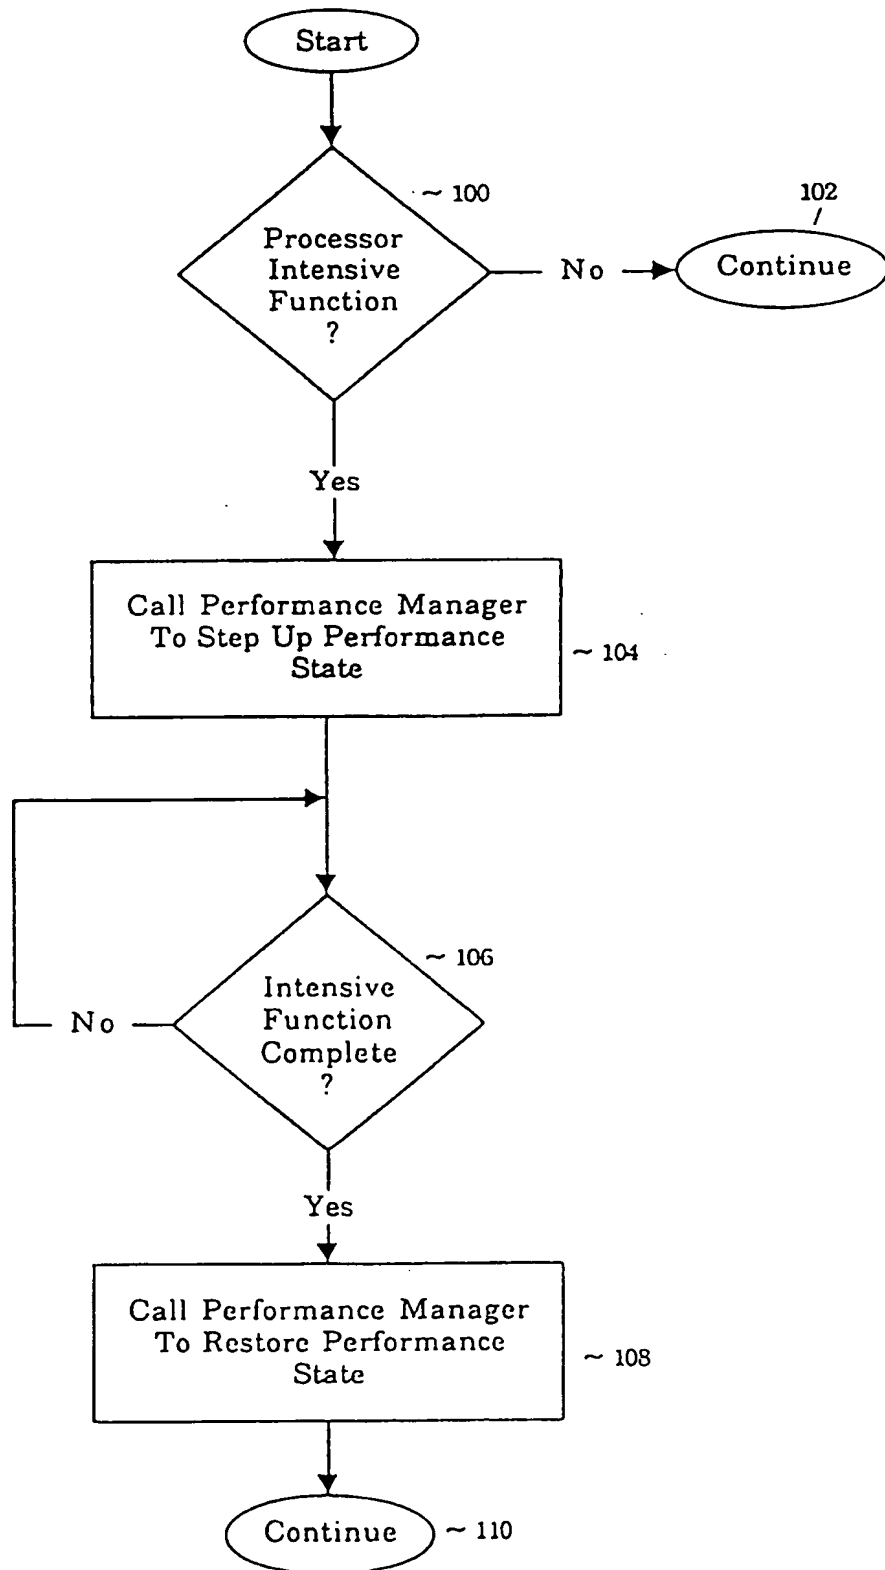 Start
~ 100
Processor
Intensive
Function
?
No
102
Continue
Yes
Call Performance Manager
To Step Up Performance
State
~ 104
~ 106
Intensive
Function
Complete
?
No
Yes
Call Performance Manager
To Restore Performance
State
~ 108
Continue
~ 110